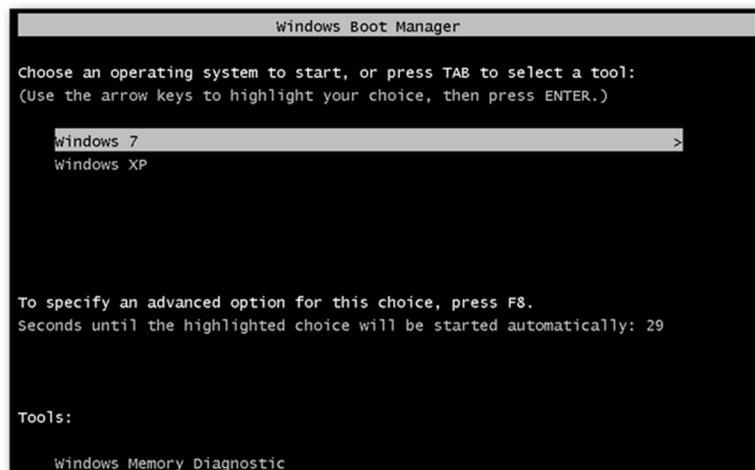 Windows Boot Manager
Choose an operating system to start, or press TAB to select a tool:
(Use the arrow keys to highlight your choice, then press ENTER.)
Windows 7 >
Windows XP
To specify an advanced option for this choice, press F8.
Seconds until the highlighted choice will be started automatically: 29
Tools:
Windows Memory Diagnostic